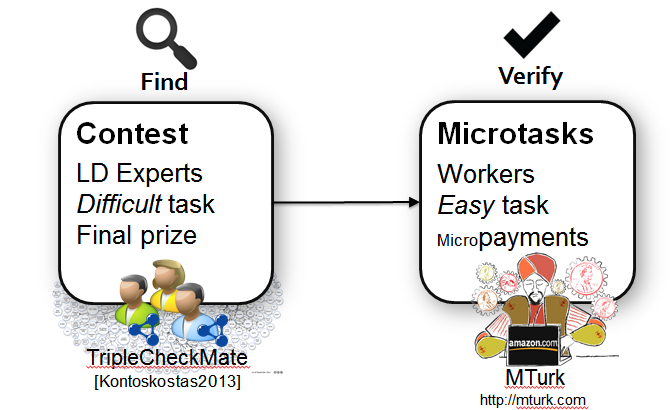 Find
Contest
LD Experts
Difficult task
Final prize
TripleCheckMate
[Kontoskostas2013]
Verify
Microtasks
Workers
Easy task
Micropayments
amazon.com
MTurk
http://mturk.com